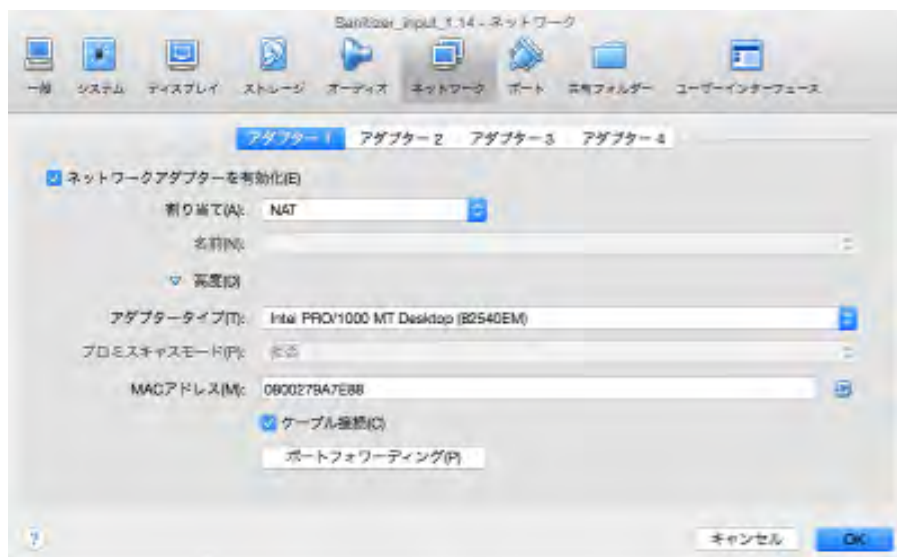 Sanitizer_input_1.14 - ネットワーク
一般 システム ディスプレイ ストレージ オーディオ ネットワーク ポート 共有フォルダー ユーザーインターフェース
アダプター 1 アダプター 2 アダプター 3 アダプター 4
ネットワークアダプターを有効化(E)
割り当て(A): NAT
名前(N):
高度(D)
アダプタータイプ(T): Intel PRO/1000 MT Desktop (82540EM)
プロミスキャスモード(P): 拒否
MACアドレス(M): 0800279A7E88
ケーブル接続(C)
ポートフォワーディング(P)
? キャンセル OK